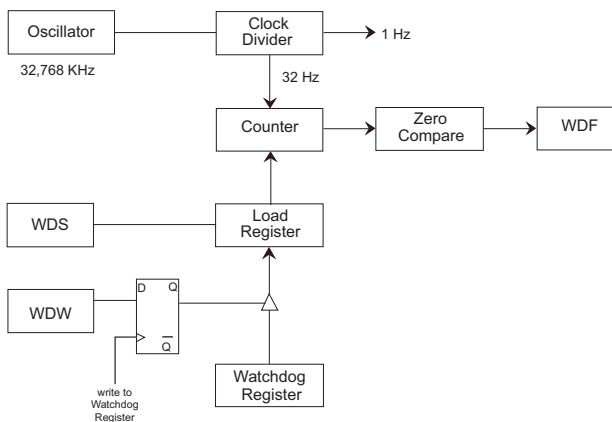 Oscillator
Clock
Divider
1 Hz
32,768 KHz
32 Hz
Counter
Zero
Compare
WDF
WDS
Load
Register
WDW
D
Q
Q
write to
Watchdog
Register
Watchdog
Register